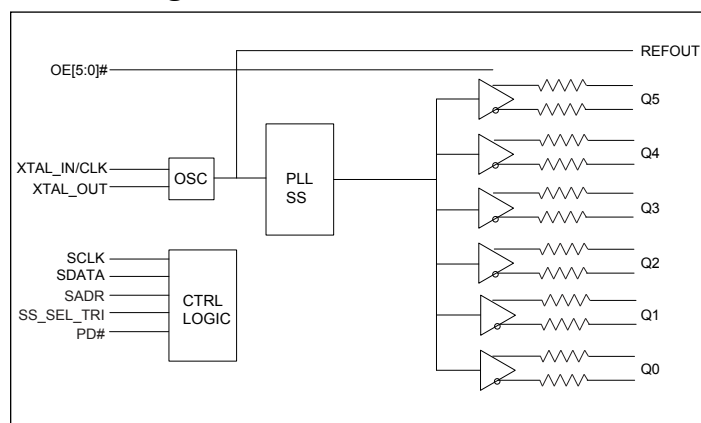 REFOUT
OE[5:0]#
Q5
XTAL_IN/CLK
XTAL_OUT
OSC
PLL
SS
Q4
Q3
SCLK
SDATA
SADR
SS_SEL_TRI
PD#
CTRL
LOGIC
Q2
Q1
Q0